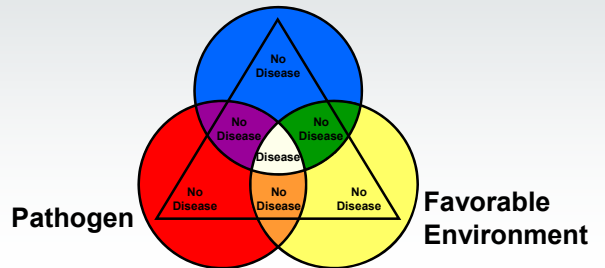 No
Disease
No
Disease
No
Disease
Disease
No
Disease
No
Disease
No
Disease
Pathogen
Favorable
Environment